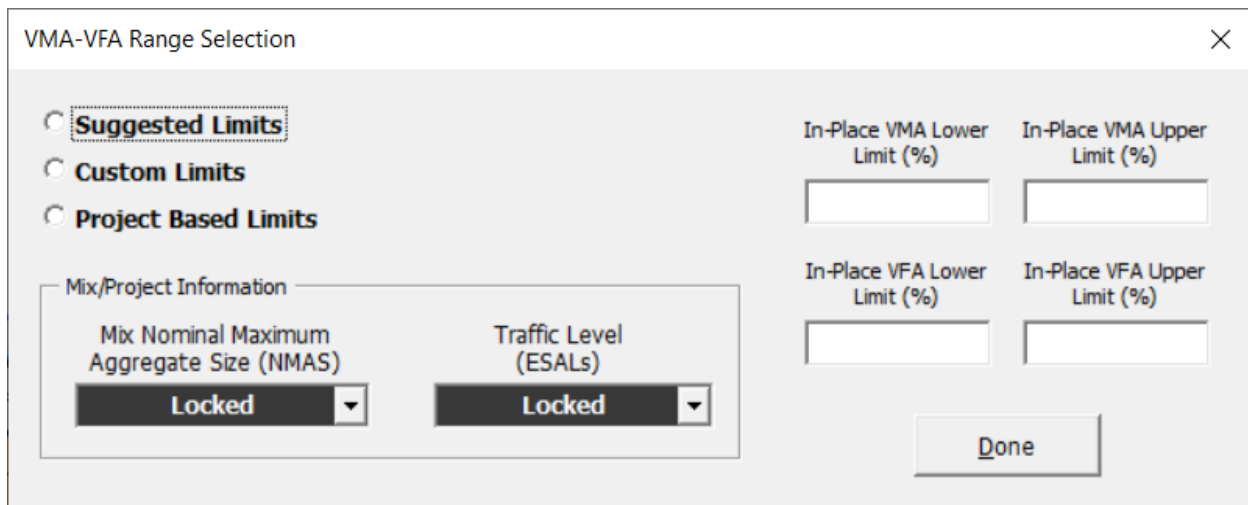 VMA-VFA Range Selection
Suggested Limits
Custom Limits
Project Based Limits
Mix/Project Information
Mix Nominal Maximum
Aggregate Size (NMAS)
Locked
Traffic Level
(ESALs)
Locked
In-Place VMA Lower
Limit (%)
In-Place VMA Upper
Limit (%)
In-Place VFA Lower
Limit (%)
In-Place VFA Upper
Limit (%)
Done